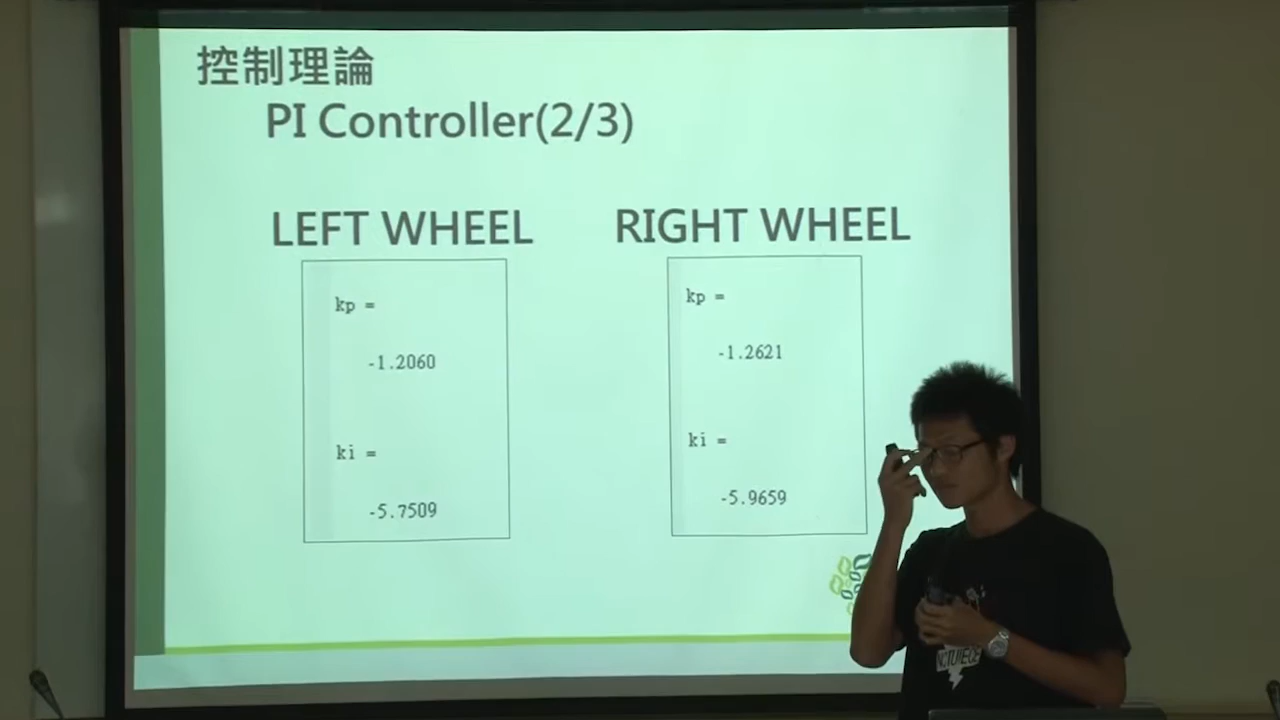 控制理論
PI Controller(2/3)
LEFT WHEEL
RIGHT WHEEL
kp =
-1.2060
ki =
-5.7509
kp =
-1.2621
ki =
-5.9659